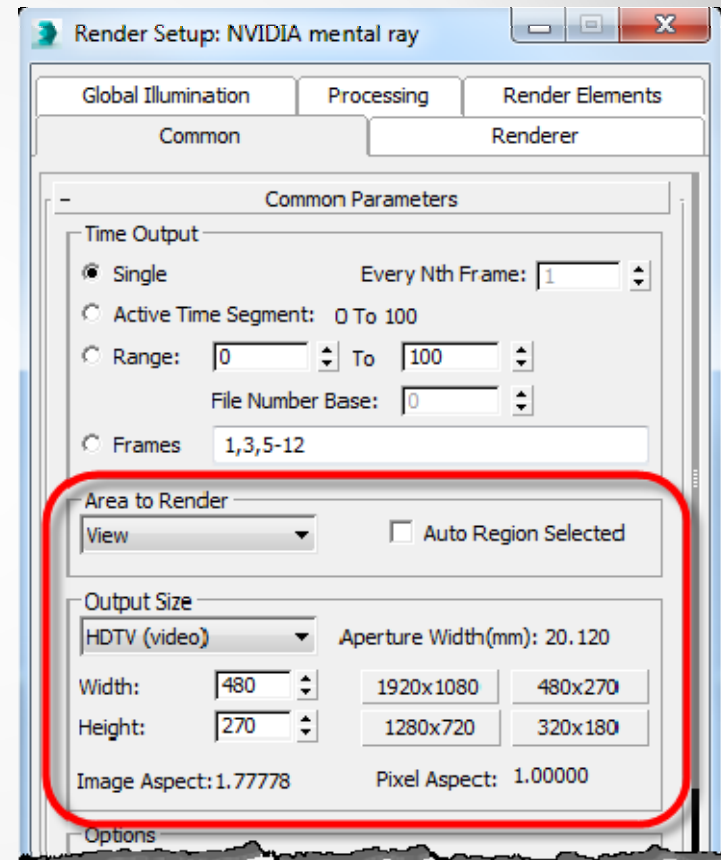 Render Setup: NVIDIA mental ray
Global Illumination Processing Render Elements
Common Renderer
- Common Parameters -
Time Output
Single Every Nth Frame: 1
Active Time Segment: 0 To 100
Range: 0 To 100
File Number Base: 0
Frames 1,3,5-12
Area to Render
View Auto Region Selected
Output Size
HDTV (video) Aperture Width(mm): 20.120
Width: 480 1920x1080 480x270
Height: 270 1280x720 320x180
Image Aspect: 1.77778 Pixel Aspect: 1.00000
Options